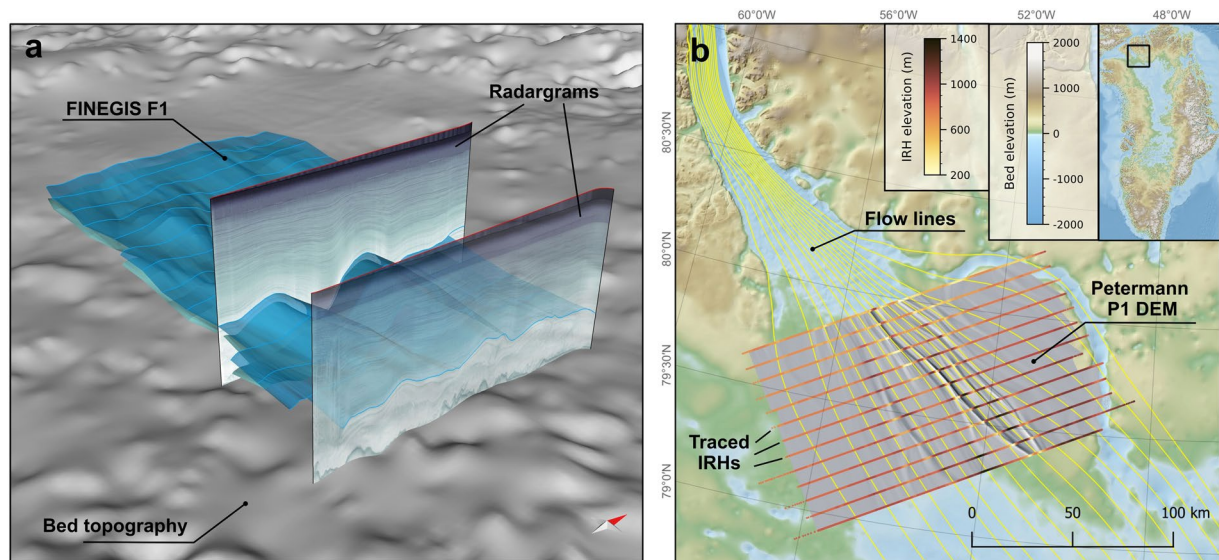 a
FINEGIS F1
Radargrams
Bed topography
b
60°0'W
56°0'W
52°0'W
48°0'W
80°30'N
80°0'N
79°30'N
79°0'N
IRH elevation (m)
1400
1000
600
200
Bed elevation (m)
2000
1000
0
-1000
-2000
Flow lines
Petermann
P1 DEM
Traced
IRHs
0
50
100 km